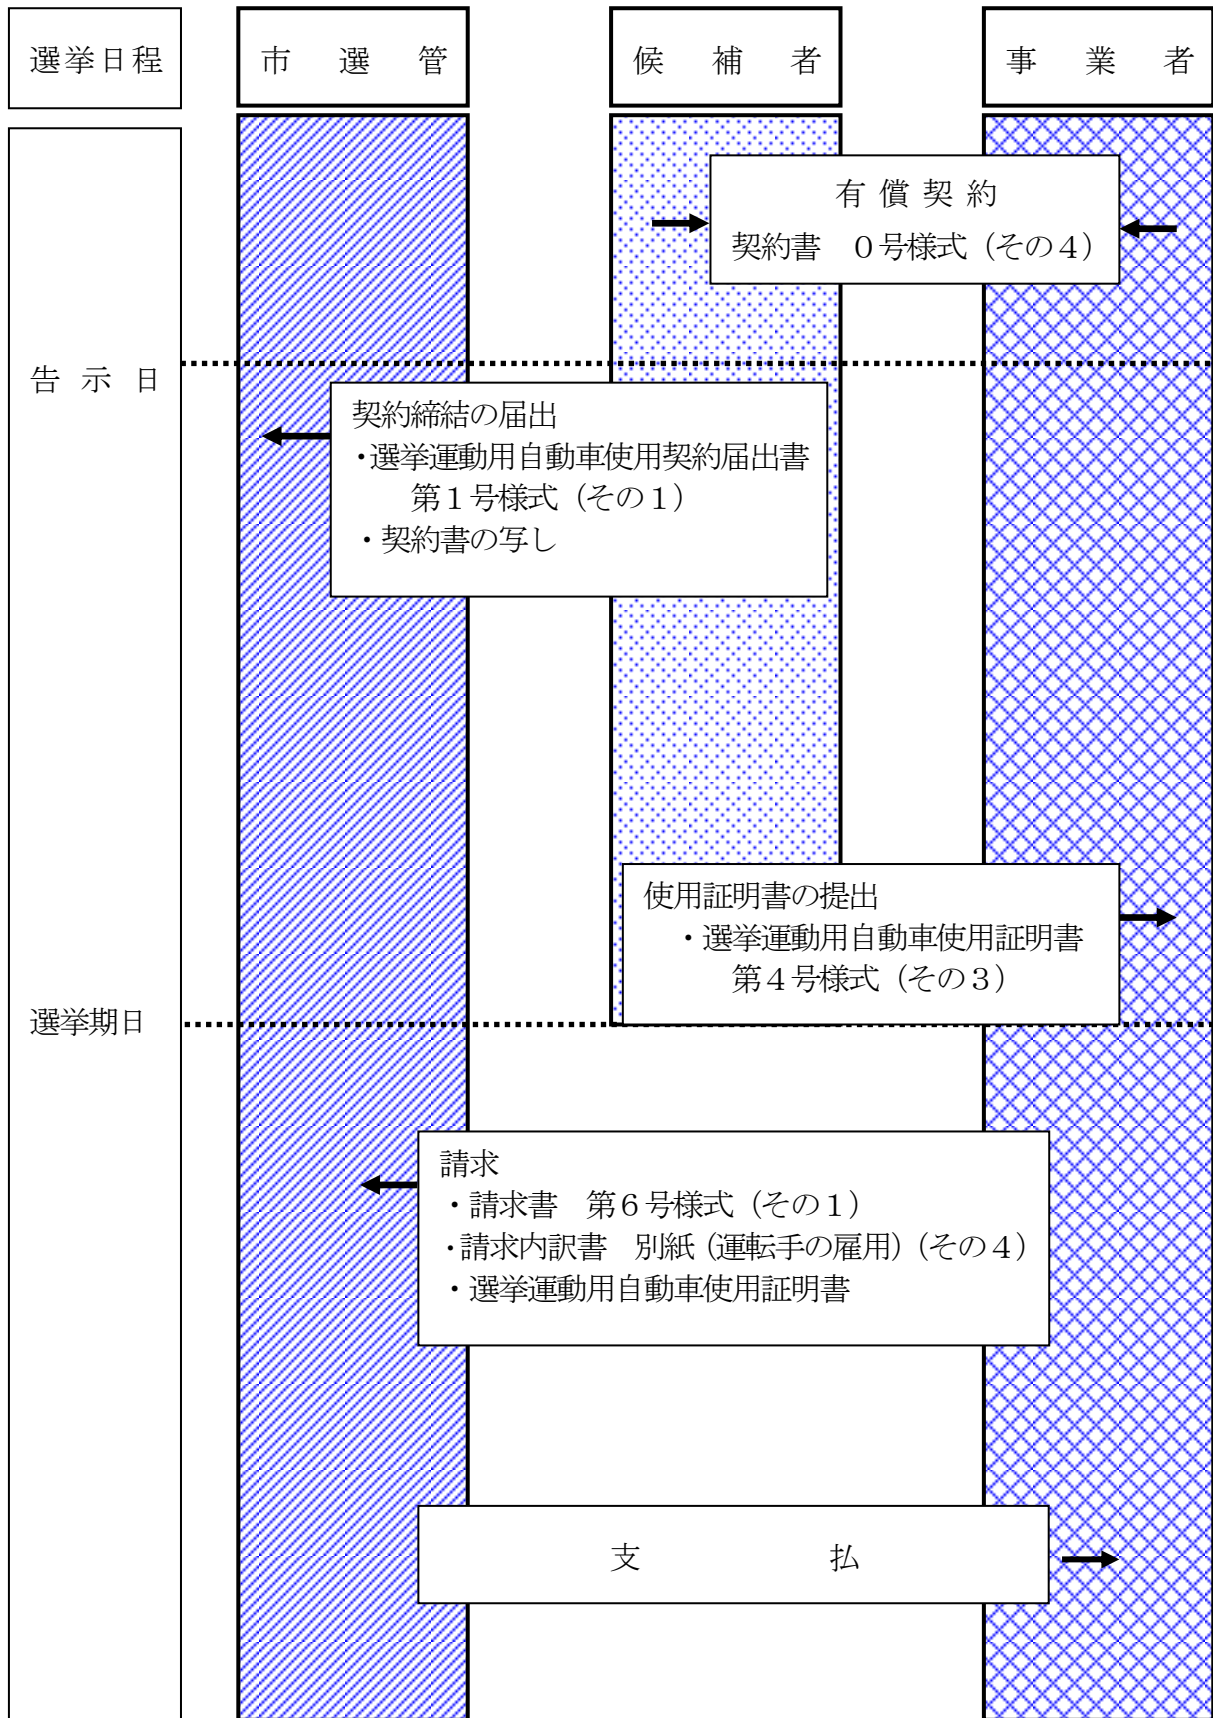 選挙日程
市選管
候補者
事業者
有償契約
契約書　０号様式（その４）
告示日
契約締結の届出
・選挙運動用自動車使用契約届出書
第１号様式（その１）
・契約書の写し
使用証明書の提出
・選挙運動用自動車使用証明書
第４号様式（その３）
選挙期日
請求
・請求書　第６号様式（その１）
・請求内訳書　別紙（運転手の雇用）（その４）
・選挙運動用自動車使用証明書
支払